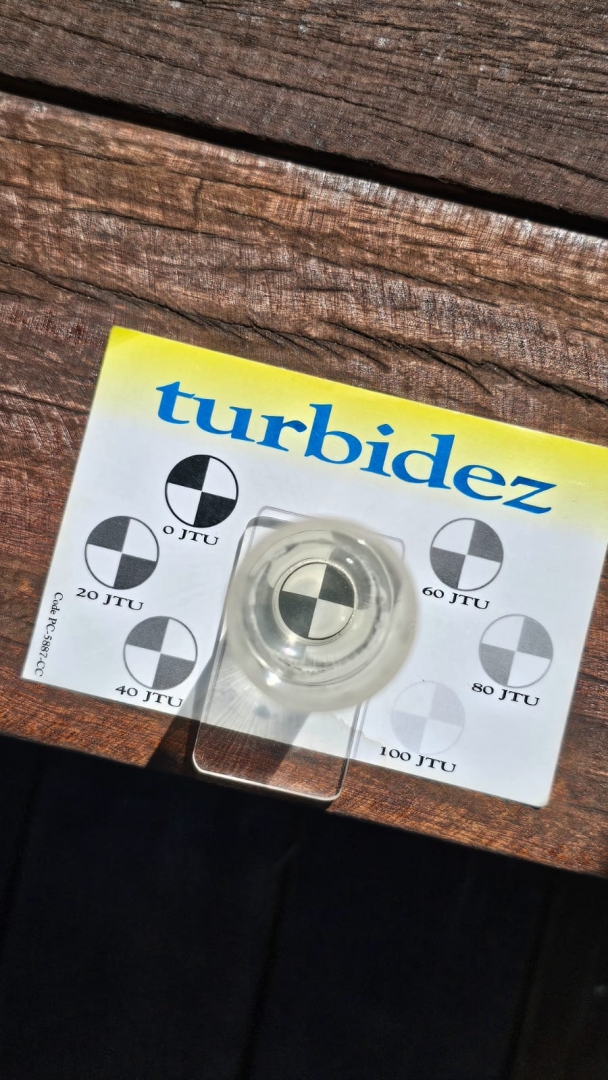 turbidez
0 JTU
20 JTU
40 JTU
60 JTU
80 JTU
100 JTU
Code PC-5887-CC